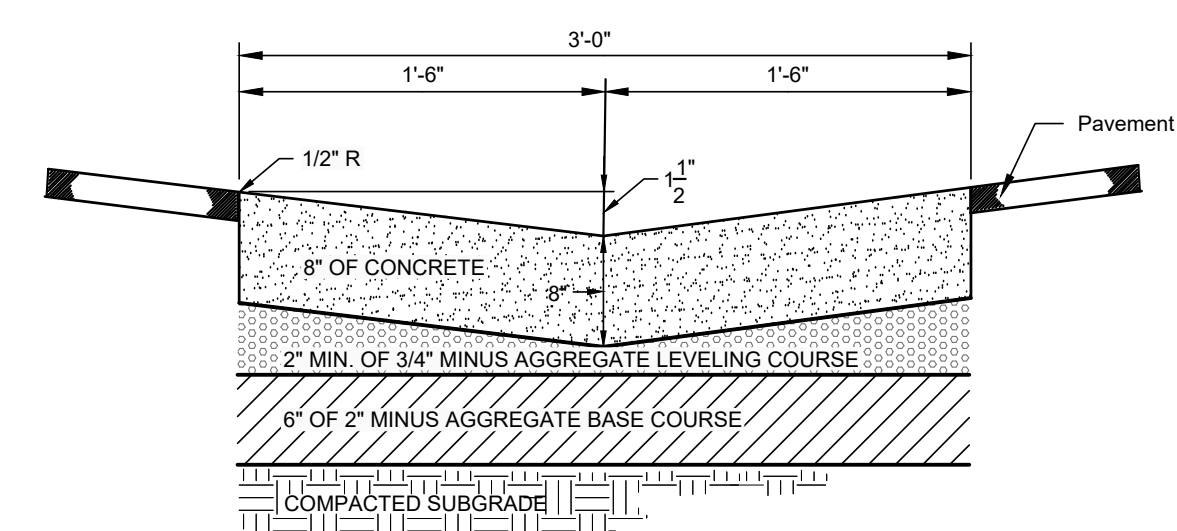 3'-0"
1'-6"
1'-6"
Pavement
1/2" R
1 1/2"
8" OF CONCRETE
8"
2" MIN. OF 3/4" MINUS AGGREGATE LEVELING COURSE
6" OF 2" MINUS AGGREGATE BASE COURSE
COMPACTED SUBGRADE